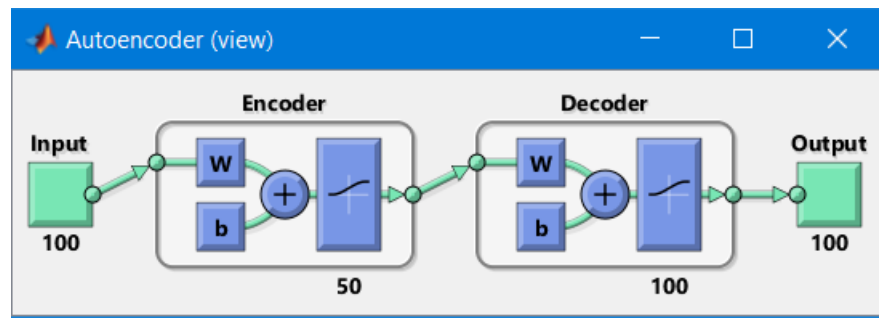 Autoencoder (view)
Encoder
Decoder
Input
Output
W
W
+
+
b
b
100
100
50
100